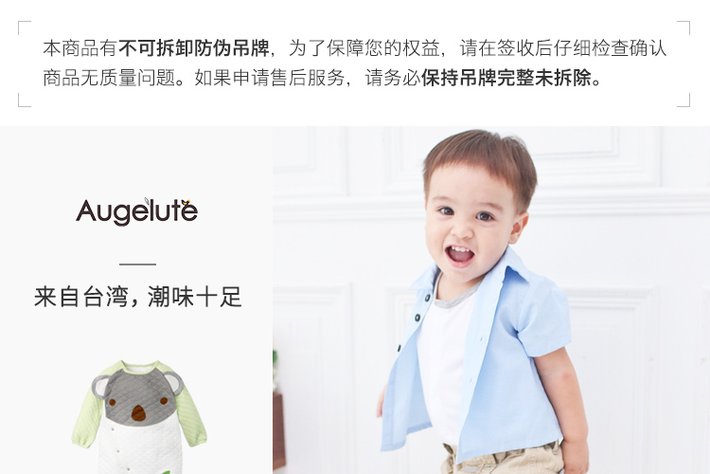 本商品有不可拆卸防伪吊牌，为了保障您的权益，请在签收后仔细检查确认
商品无质量问题。如果申请售后服务，请务必保持吊牌完整未拆除。
Augelute
来自台湾，潮味十足